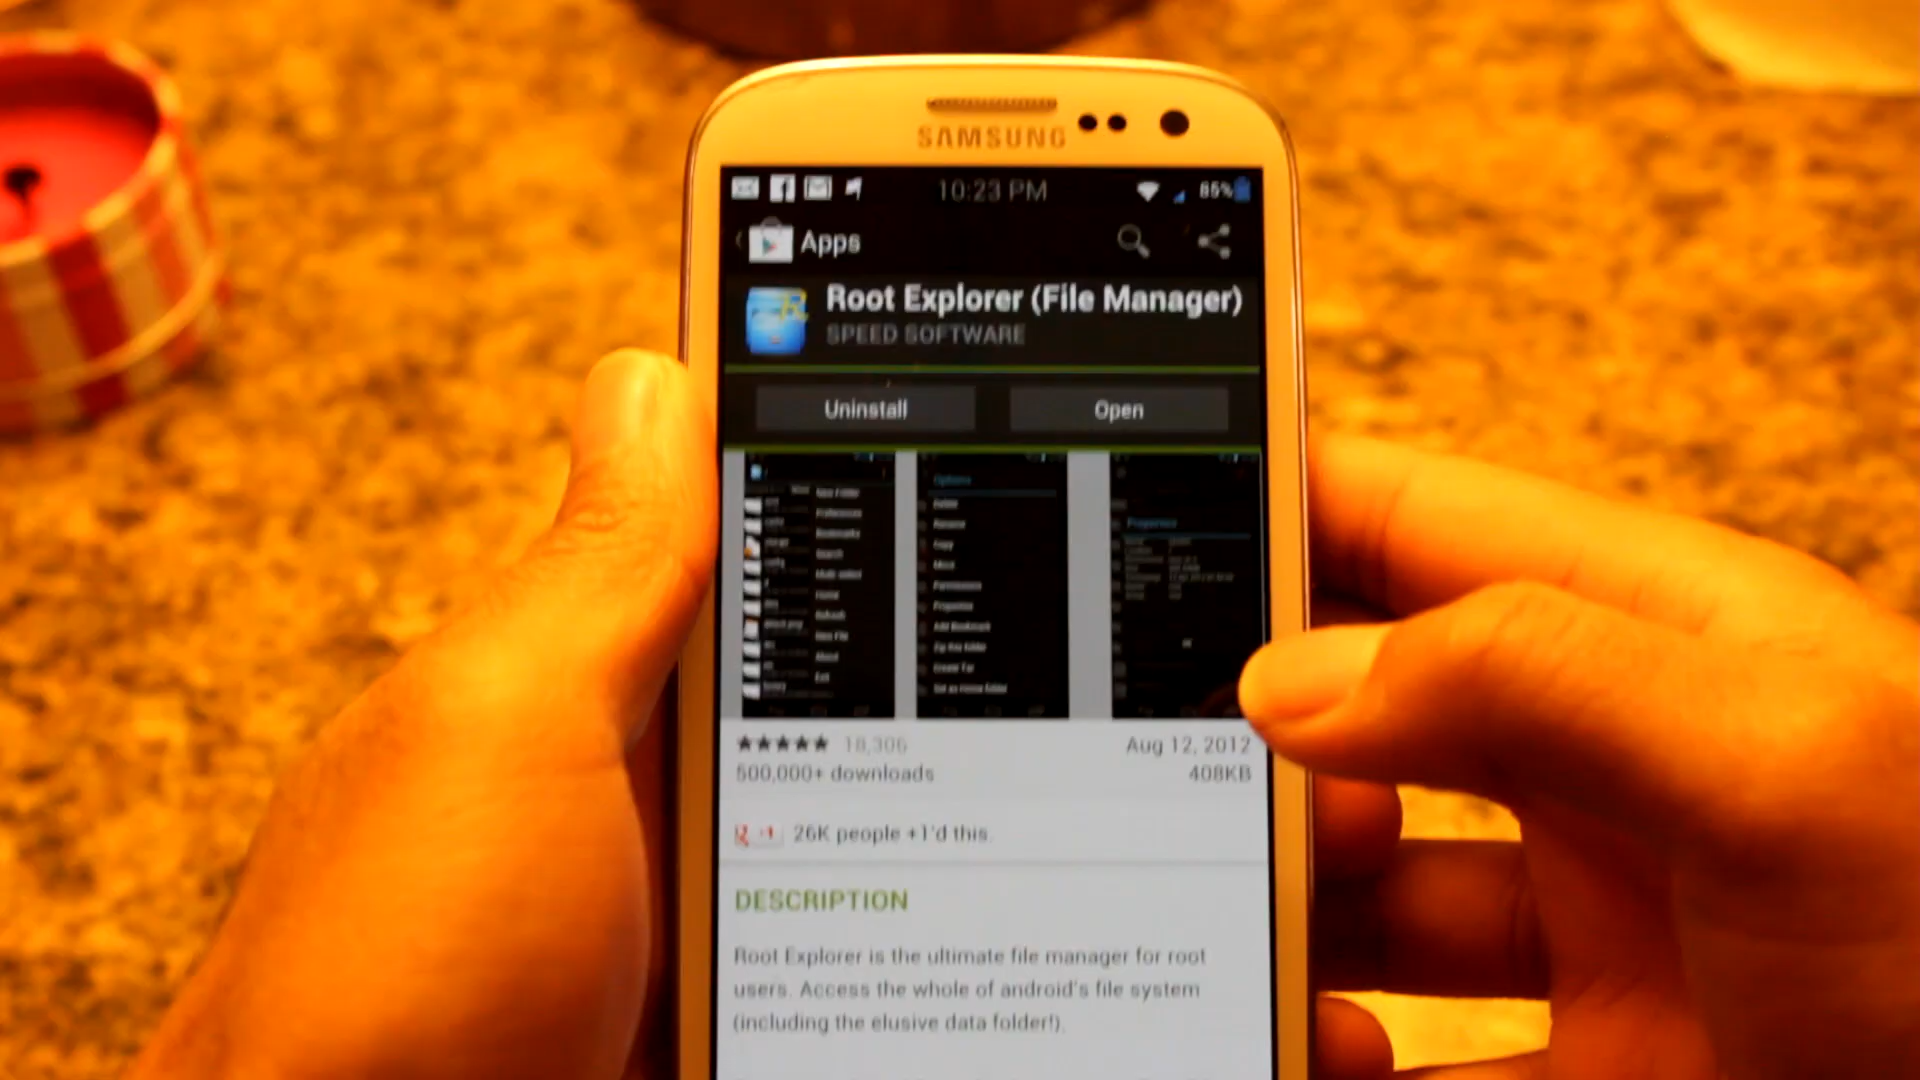 SAMSUNG
10:23 PM
85%
Apps
Root Explorer (File Manager)
SPEED SOFTWARE
Uninstall
Open
Options
Properties
18,306
Aug 12, 2012
500,000+ downloads
408KB
26K people +1'd this.
DESCRIPTION
Root Explorer is the ultimate file manager for root
users. Access the whole of android's file system
(including the elusive data folder!).